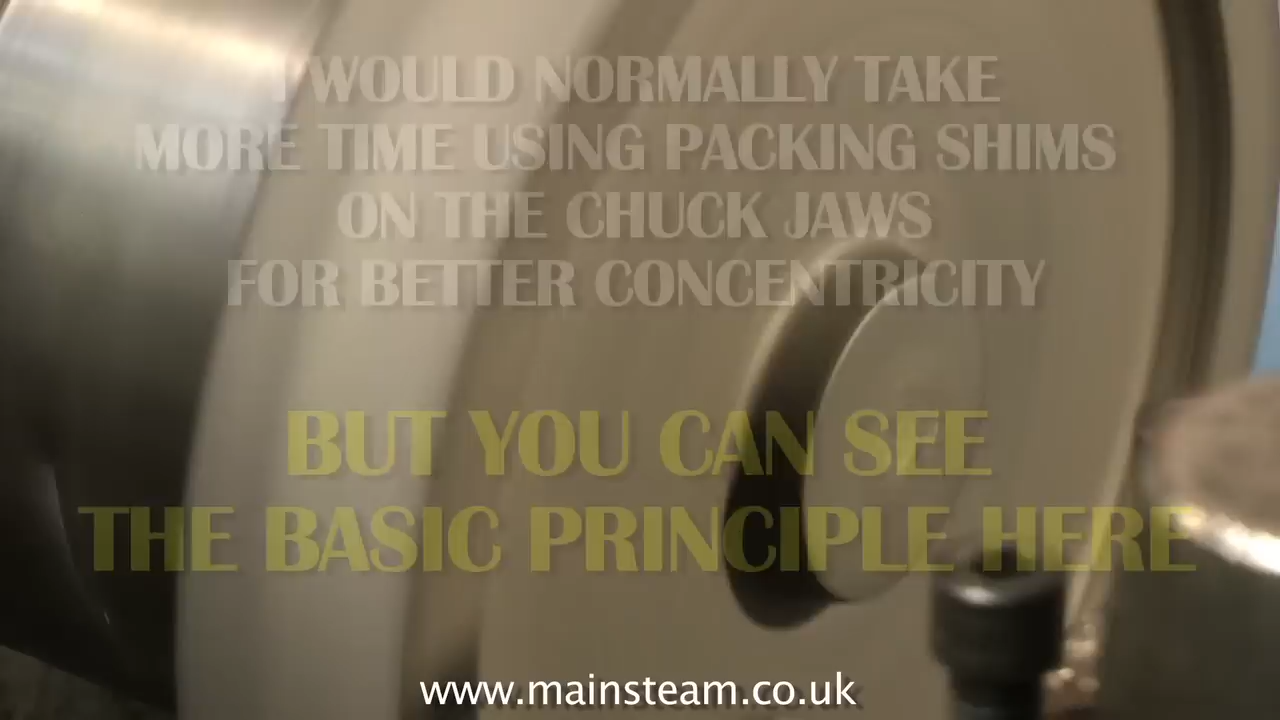 I WOULD NORMALLY TAKE
MORE TIME USING PACKING SHIMS
ON THE CHUCK JAWS
FOR BETTER CONCENTRICITY
BUT YOU CAN SEE
THE BASIC PRINCIPLE HERE
www.mainsteam.co.uk